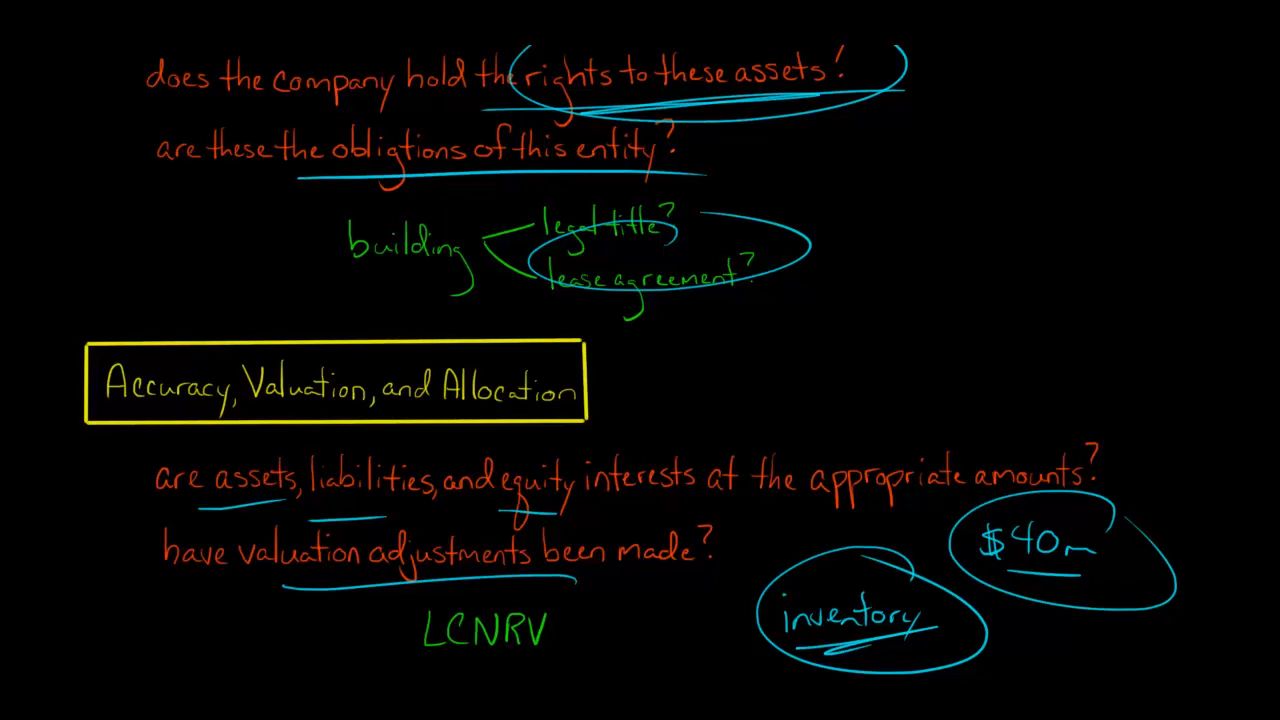 does the company hold the rights to these assets?
are these the obligtions of this entity?
building
legal title?
lease agreement?
Accuracy, Valuation, and Allocation
are assets, liabilities, and equity interests at the appropriate amounts?
have valuation adjustments been made?
$40m
inventory
LCNRV